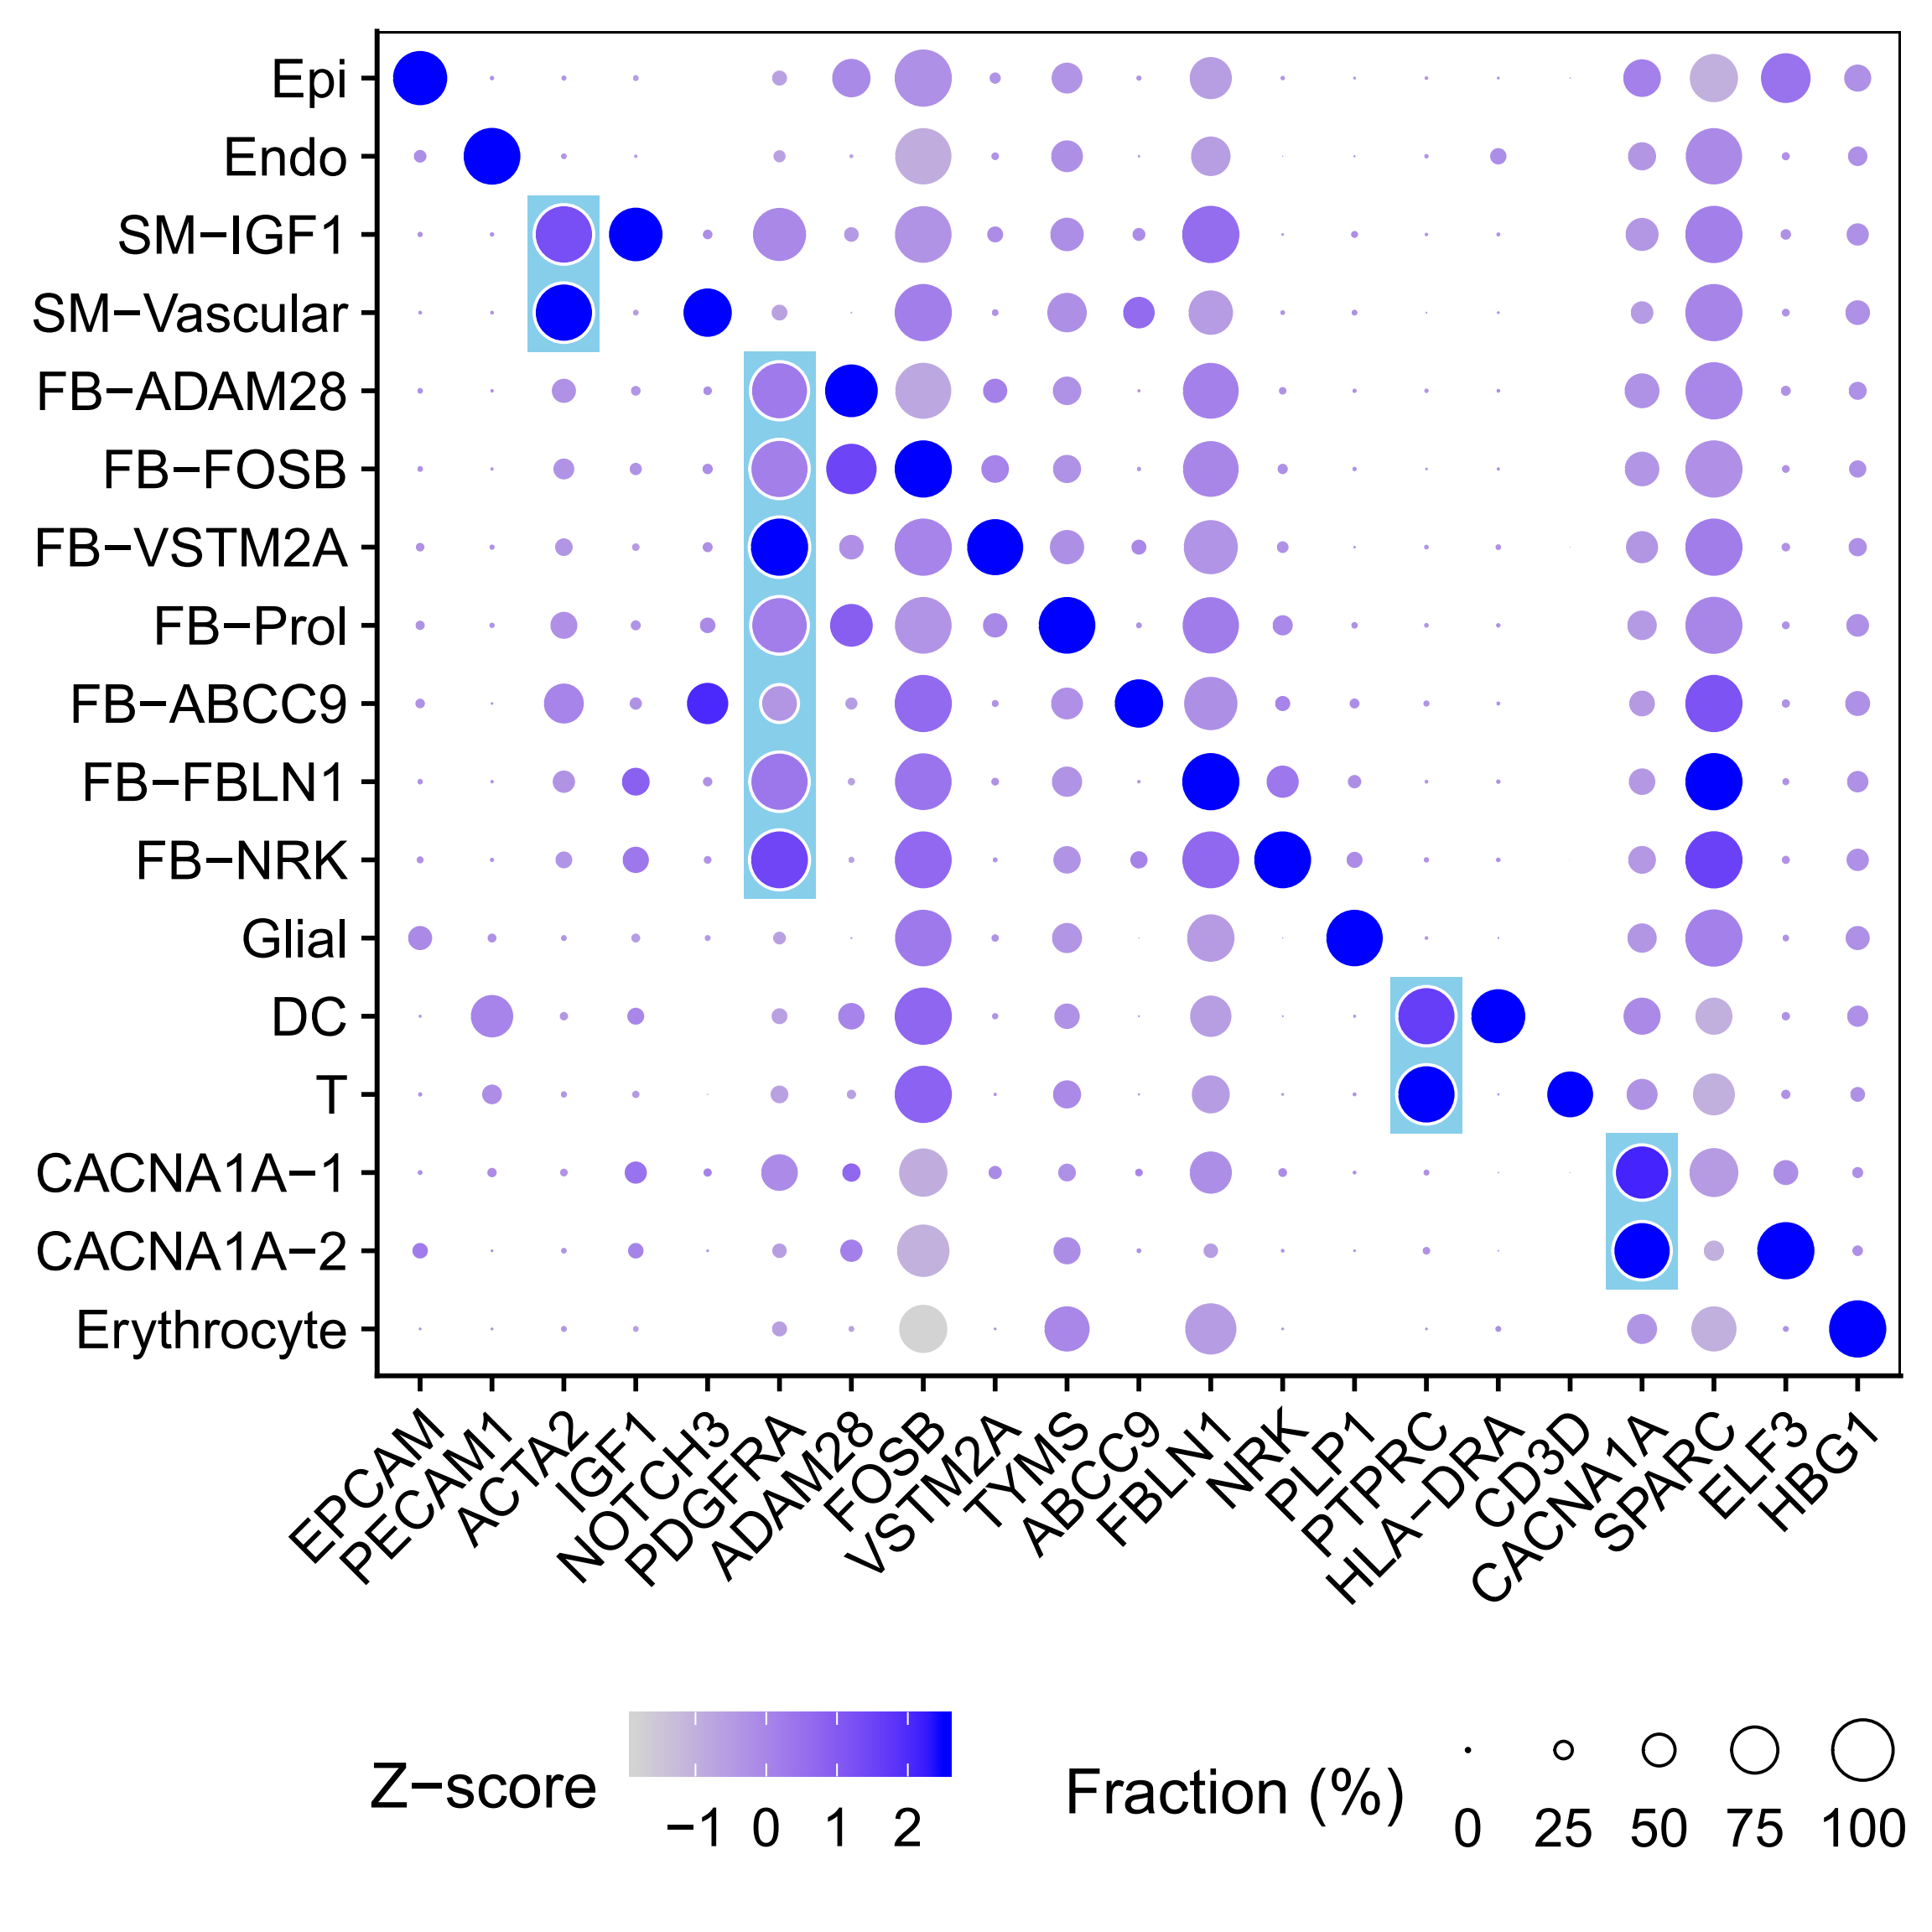 Epi
Endo
SM−IGF1
SM−Vascular
FB−ADAM28
FB−FOSB
FB−VSTM2A
FB−Prol
FB−ABCC9
FB−FBLN1
FB−NRK
Glial
DC
T
CACNA1A−1
CACNA1A−2
Erythrocyte
EPCAM
PECAM1
ACTA2
IGF1
NOTCH3
PDGFRA
ADAM28
FOSB
VSTM2A
TYMS
ABCC9
FBLN1
NRK
PLP1
PTPRC
HLA−DRA
CD3D
CACNA1A
SPARC
ELF3
HBG1
Z−score
−1 0 1 2
Fraction (%)
0 25 50 75 100